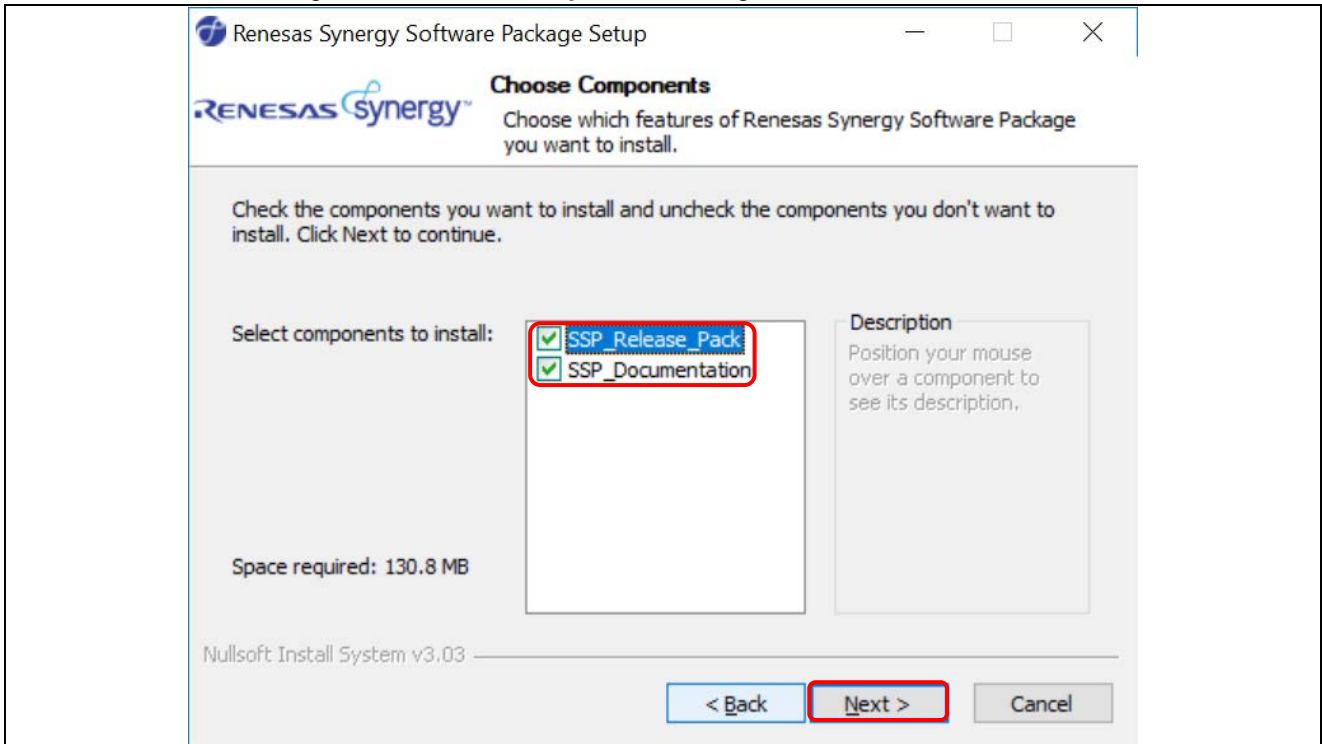 Renesas Synergy Software Package Setup
RENESAS synergy™
Choose Components
Choose which features of Renesas Synergy Software Package
you want to install.
Check the components you want to install and uncheck the components you don't want to
install. Click Next to continue.
Select components to install:
SSP_Release_Pack
SSP_Documentation
Description
Position your mouse
over a component to
see its description.
Space required: 130.8 MB
Nullsoft Install System v3.03
< Back
Next >
Cancel